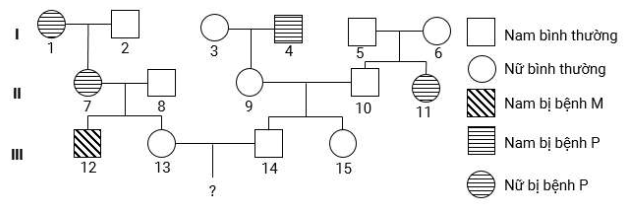 I
1
2
3
4
5
6
Nam bình thường
Nữ bình thường
II
7
8
9
10
11
Nam bị bệnh M
Nam bị bệnh P
III
12
13
14
15
?
Nữ bị bệnh P